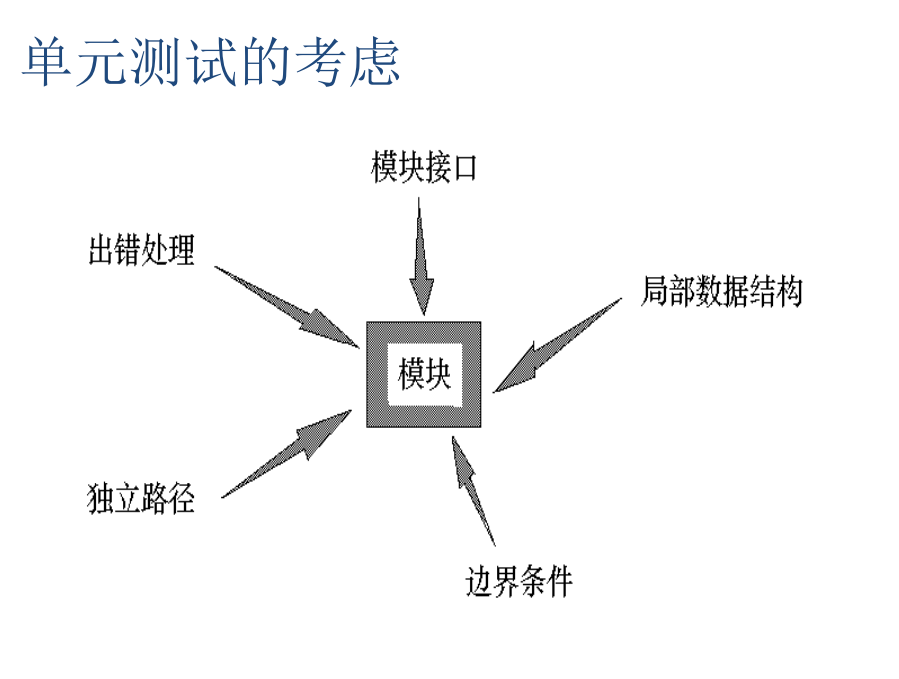 单元测试的考虑
模块接口
出错处理
局部数据结构
模块
独立路径
边界条件